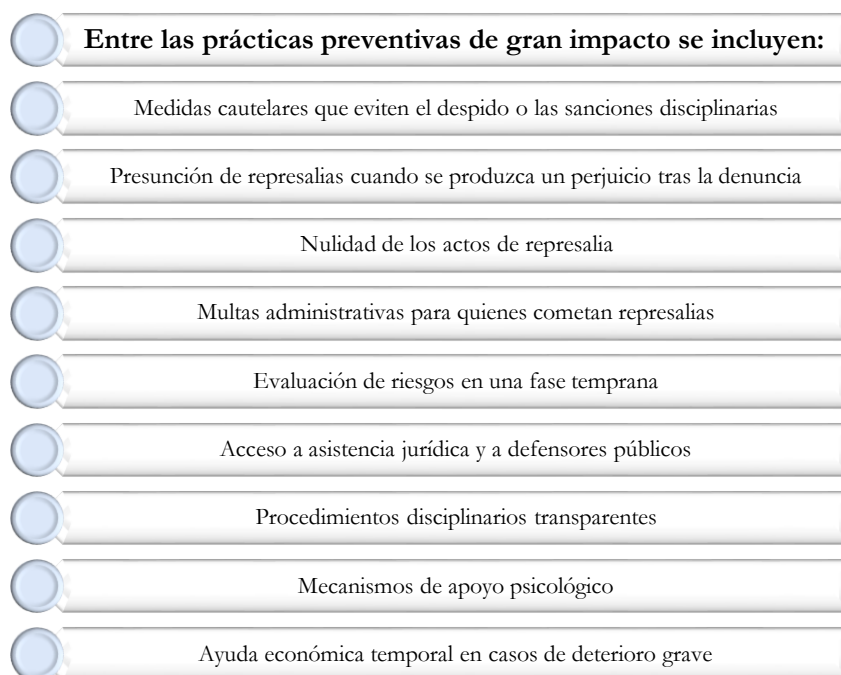 Entre las prácticas preventivas de gran impacto se incluyen:
Medidas cautelares que eviten el despido o las sanciones disciplinarias
Presunción de represalias cuando se produzca un perjuicio tras la denuncia
Nulidad de los actos de represalia
Multas administrativas para quienes cometan represalias
Evaluación de riesgos en una fase temprana
Acceso a asistencia jurídica y a defensores públicos
Procedimientos disciplinarios transparentes
Mecanismos de apoyo psicológico
Ayuda económica temporal en casos de deterioro grave